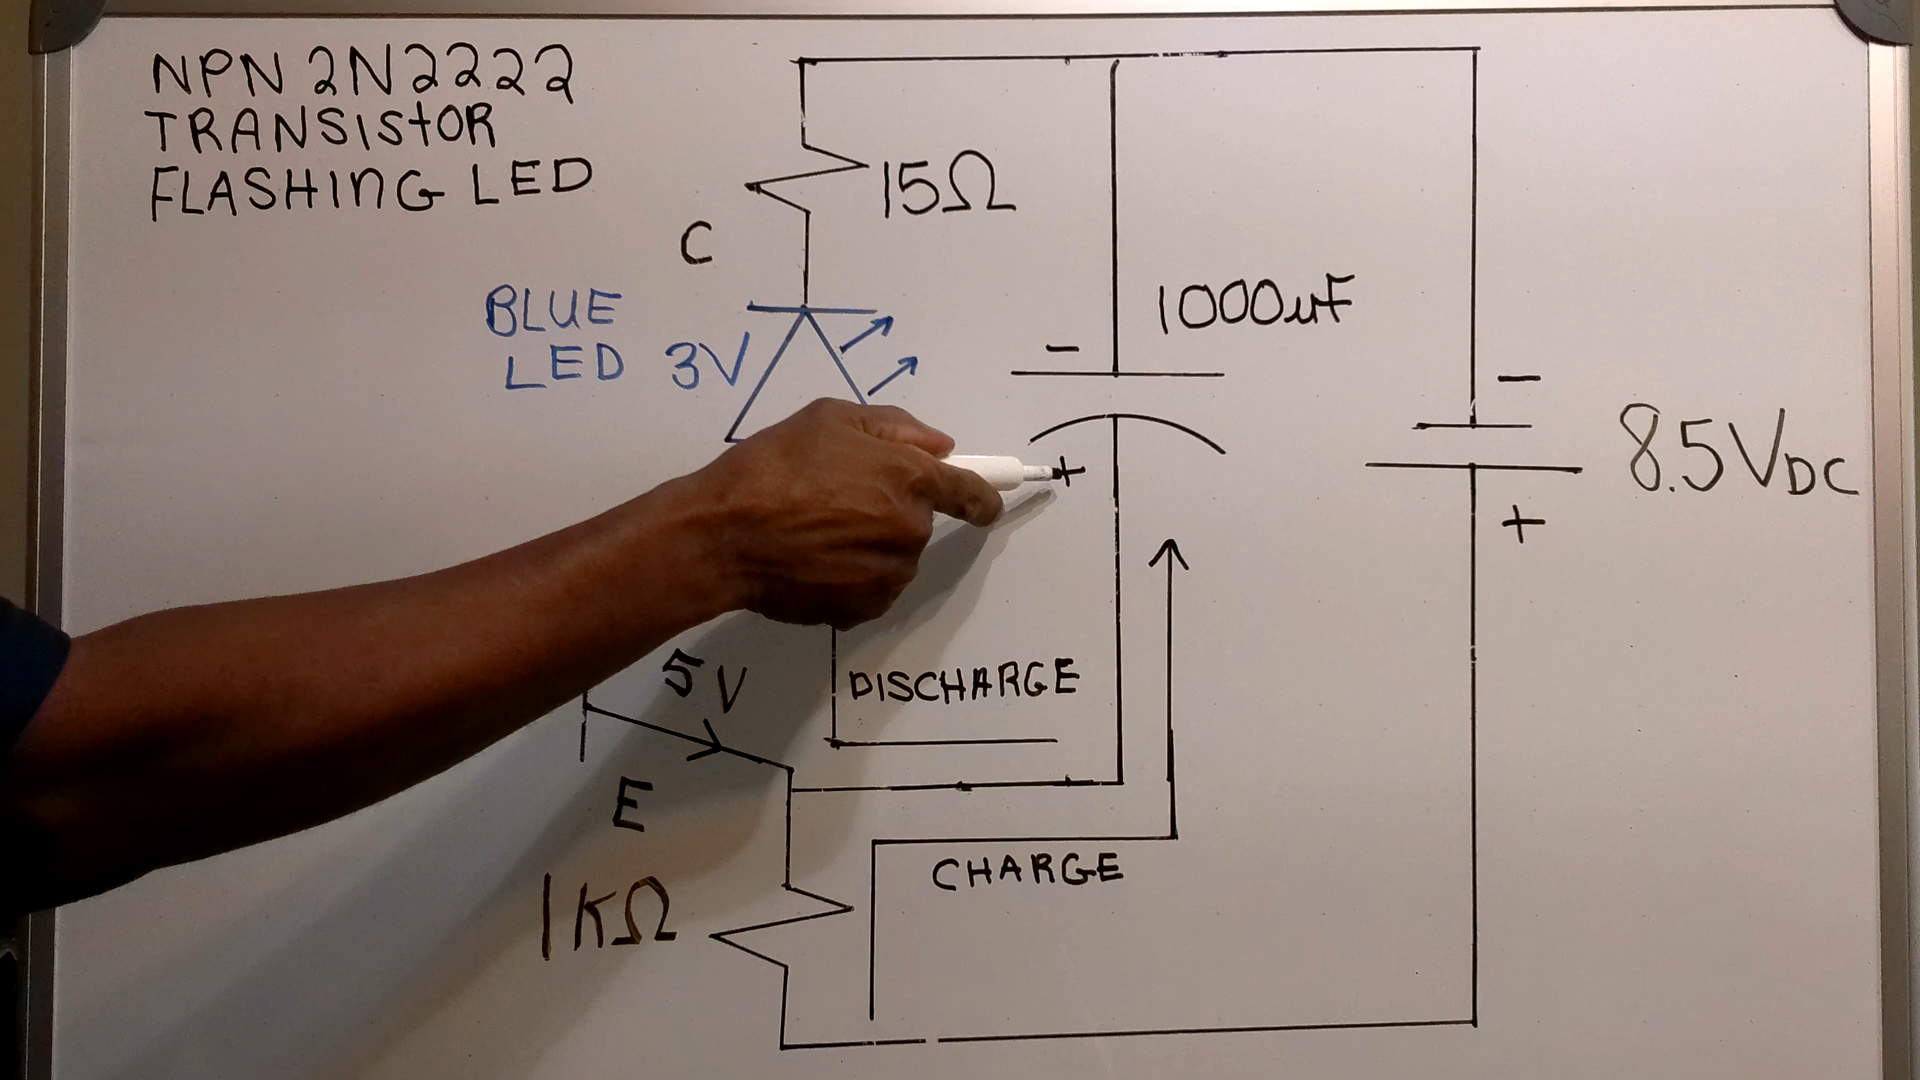 NPN 2N2222
TRANSIStOR
FLASHInG LED
15Ω
C
BLUE
LED 3V
1000uF
-
-
+
8.5VDC
+
5V
DISCHARGE
E
CHARGE
1KΩ